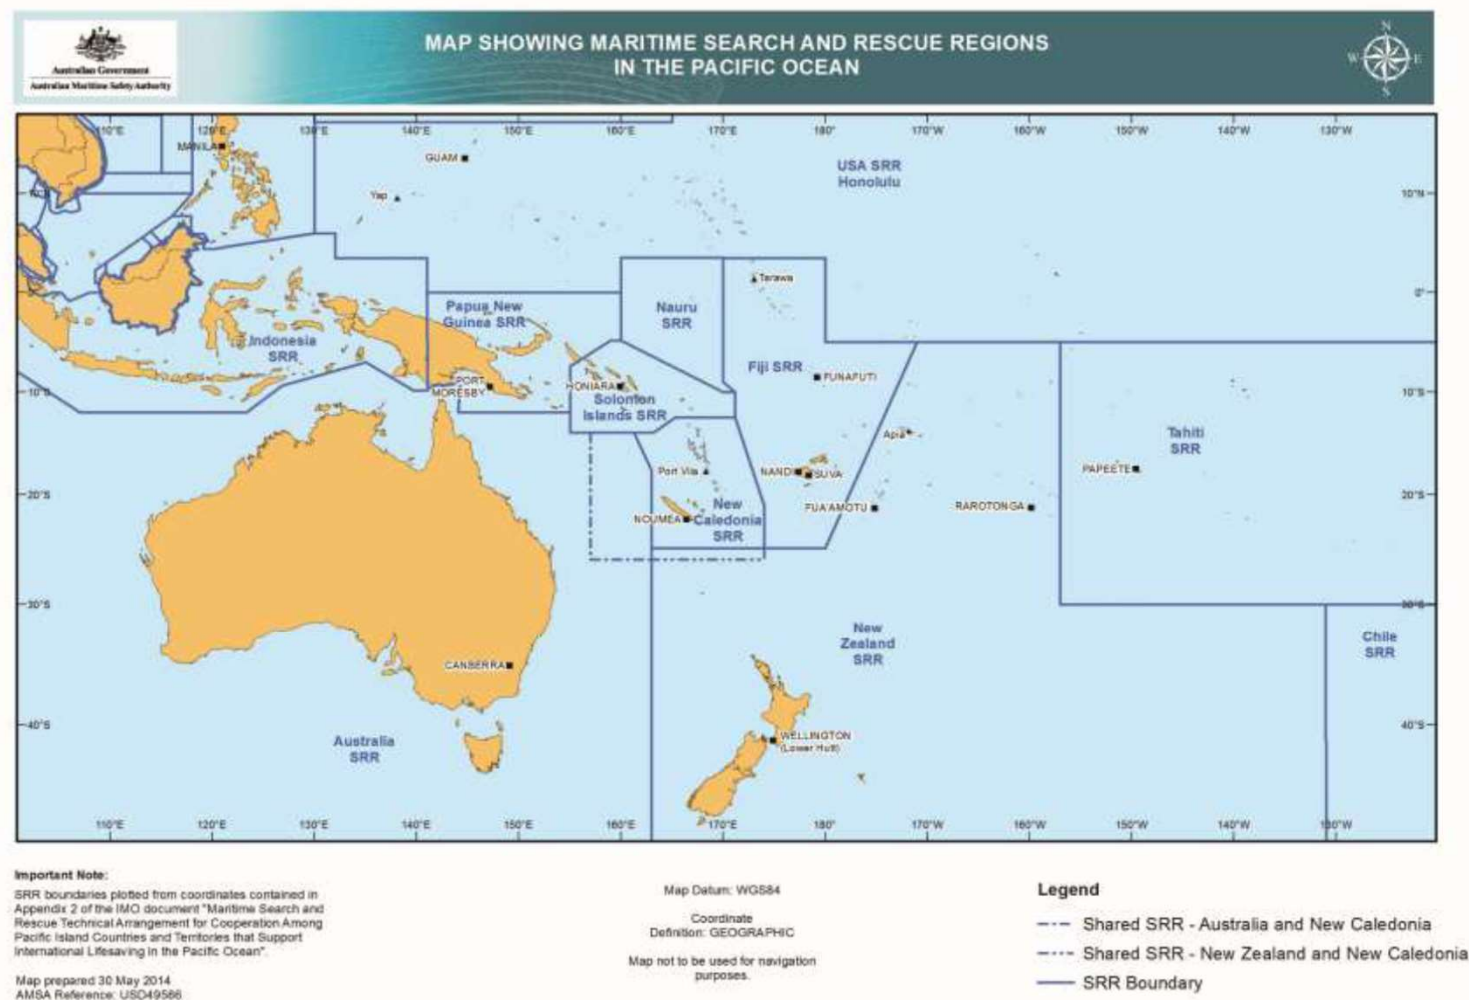 Australian Government
Australian Maritime Safety Authority
MAP SHOWING MARITIME SEARCH AND RESCUE REGIONS
IN THE PACIFIC OCEAN
N
W
E
S
110°E 120°E 130°E 140°E 150°E 160°E 170°E 180° 170°W 160°W 150°W 140°W 130°W
MANILA
GUAM
USA SRR
Honolulu
Yap
10°N
Tarawa
0°
Papua New
Guinea SRR
Nauru
SRR
Indonesia
SRR
Fiji SRR
FUNAFUTI
PORT
MORESBY
HONIARA
10°S
10°S
Solomon
Islands SRR
Apia
Tahiti
SRR
Port Vila
NANDI
SUVA
PAPEETE
20°S
20°S
New
Caledonia
SRR
NOUMEA
FUA'AMOTU
RAROTONGA
30°S
30°S
New
Zealand
SRR
Chile
SRR
CANBERRA
40°S
40°S
Australia
SRR
WELLINGTON
(Lower Hutt)
110°E 120°E 130°E 140°E 150°E 160°E 170°E 180° 170°W 160°W 150°W 140°W 130°W
Important Note:
SRR boundaries plotted from coordinates contained in
Appendix 2 of the IMO document "Maritime Search and
Rescue Technical Arrangement for Cooperation Among
Pacific Island Countries and Territories that Support
International Lifesaving in the Pacific Ocean".
Map prepared 30 May 2014
AMSA Reference: USD49586
Map Datum: WGS84
Coordinate
Definition: GEOGRAPHIC
Map not to be used for navigation
purposes.
Legend
Shared SRR - Australia and New Caledonia
Shared SRR - New Zealand and New Caledonia
SRR Boundary